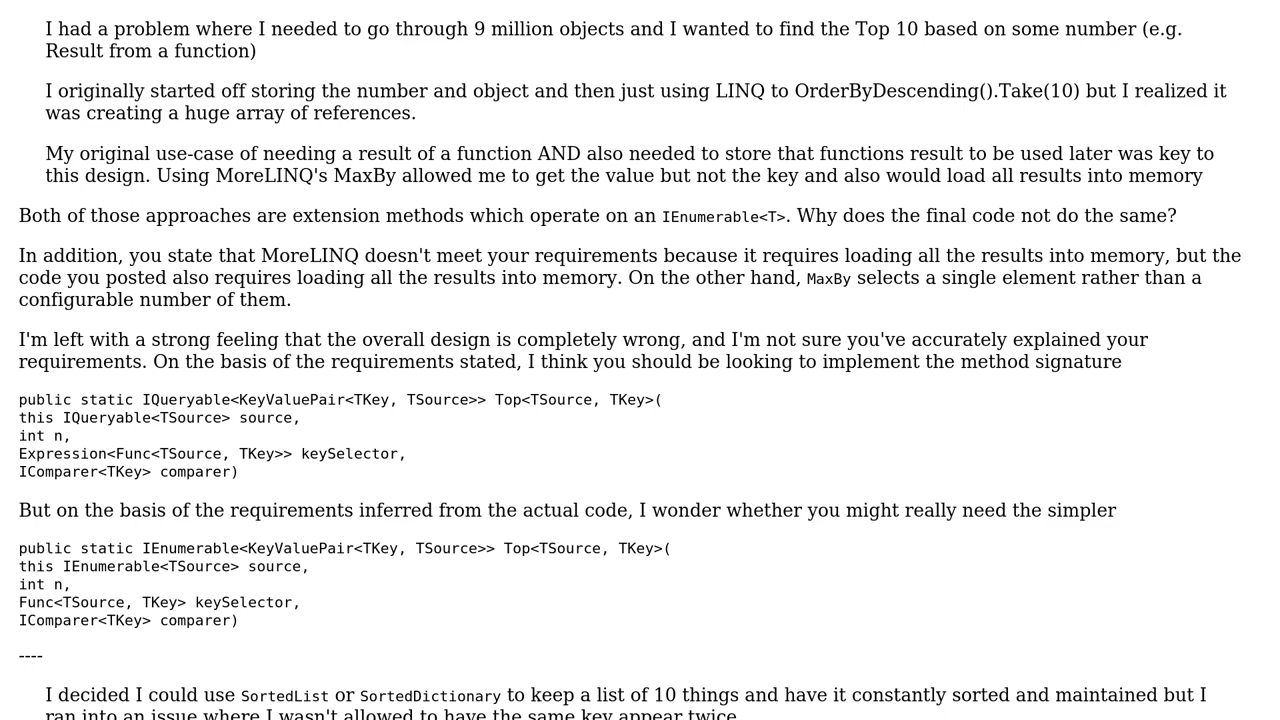 I had a problem where I needed to go through 9 million objects and I wanted to find the Top 10 based on some number (e.g.
Result from a function)
I originally started off storing the number and object and then just using LINQ to OrderByDescending().Take(10) but I realized it
was creating a huge array of references.
My original use-case of needing a result of a function AND also needed to store that functions result to be used later was key to
this design. Using MoreLINQ's MaxBy allowed me to get the value but not the key and also would load all results into memory
Both of those approaches are extension methods which operate on an IEnumerable<T>. Why does the final code not do the same?
In addition, you state that MoreLINQ doesn't meet your requirements because it requires loading all the results into memory, but the
code you posted also requires loading all the results into memory. On the other hand, MaxBy selects a single element rather than a
configurable number of them.
I'm left with a strong feeling that the overall design is completely wrong, and I'm not sure you've accurately explained your
requirements. On the basis of the requirements stated, I think you should be looking to implement the method signature
public static IQueryable<KeyValuePair<TKey, TSource>> Top<TSource, TKey>(
this IQueryable<TSource> source,
int n,
Expression<Func<TSource, TKey>> keySelector,
IComparer<TKey> comparer)
But on the basis of the requirements inferred from the actual code, I wonder whether you might really need the simpler
public static IEnumerable<KeyValuePair<TKey, TSource>> Top<TSource, TKey>(
this IEnumerable<TSource> source,
int n,
Func<TSource, TKey> keySelector,
IComparer<TKey> comparer)
----
I decided I could use SortedList or SortedDictionary to keep a list of 10 things and have it constantly sorted and maintained but I
ran into an issue where I wasn't allowed to have the same key appear twice